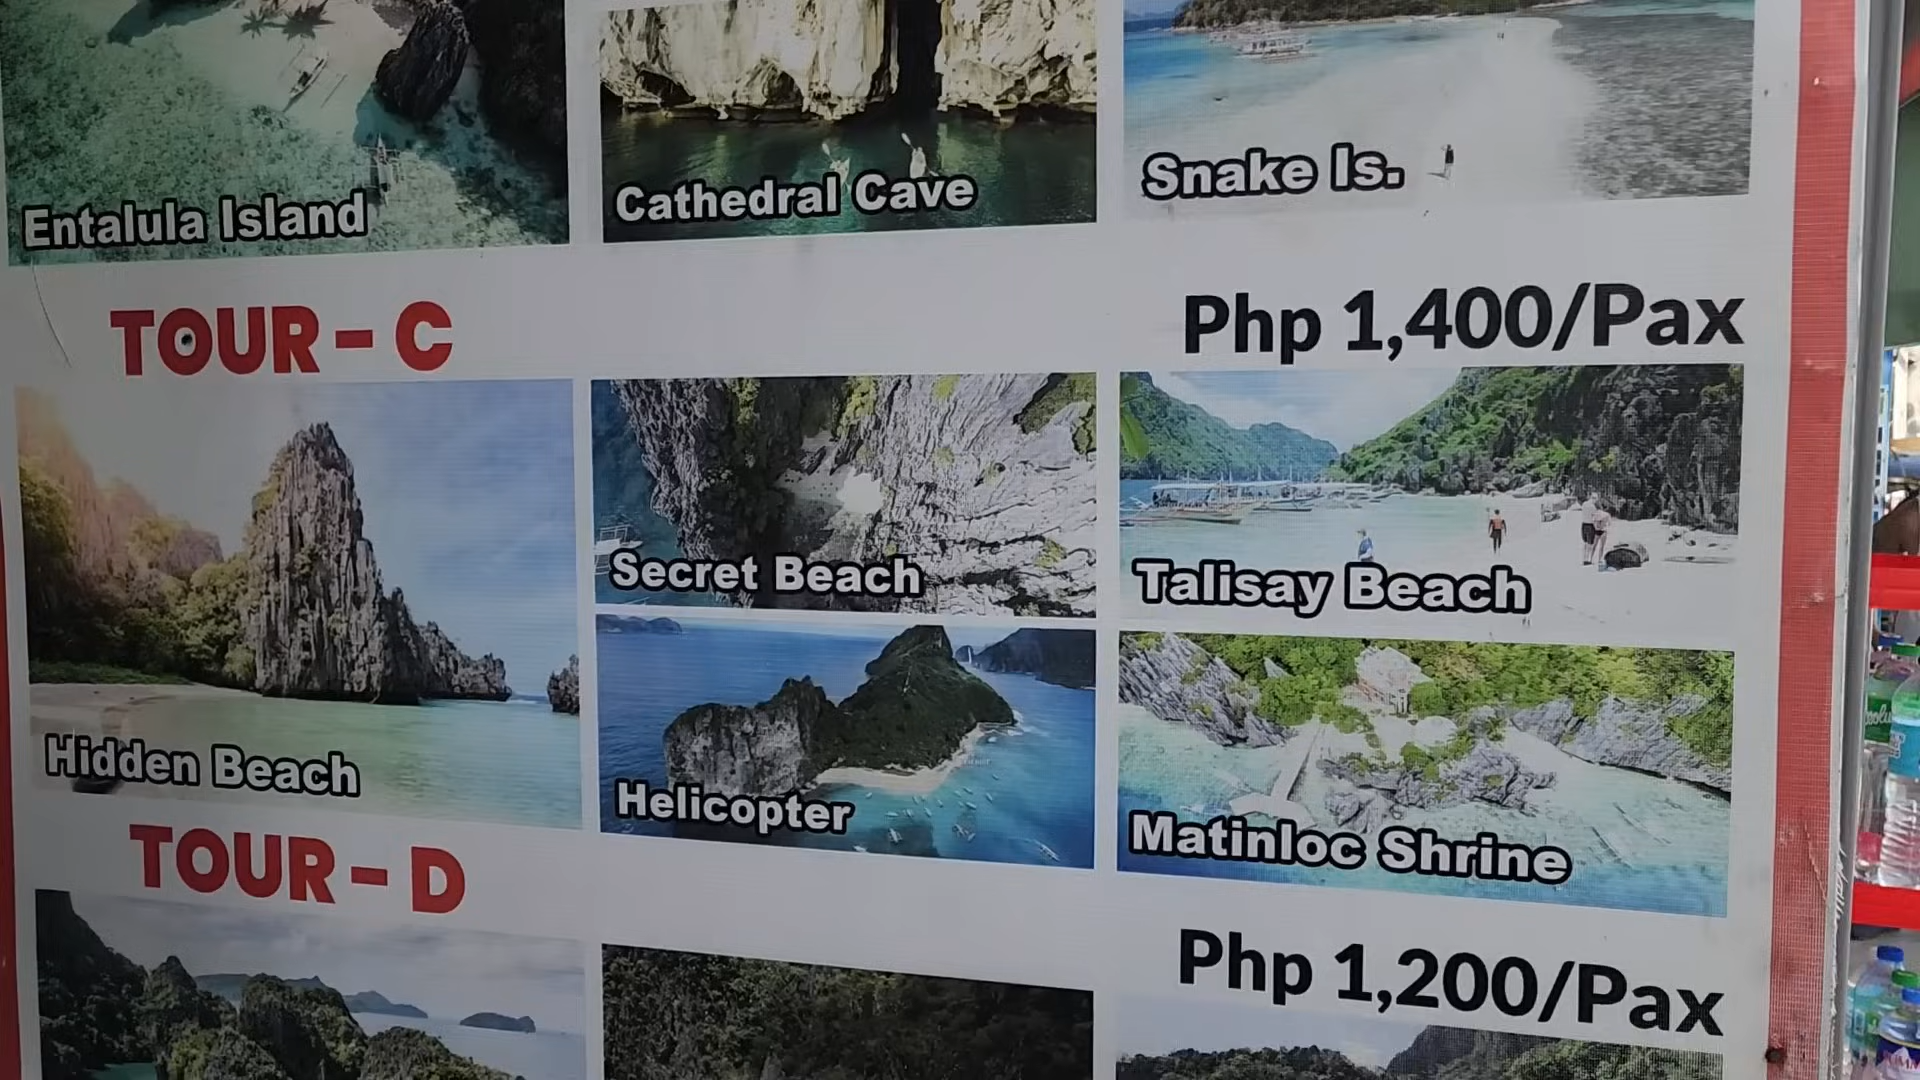 Entalula Island
Cathedral Cave
Snake Is.
TOUR - C
Php 1,400/Pax
Secret Beach
Talisay Beach
Hidden Beach
Helicopter
Matinloc Shrine
TOUR - D
Php 1,200/Pax